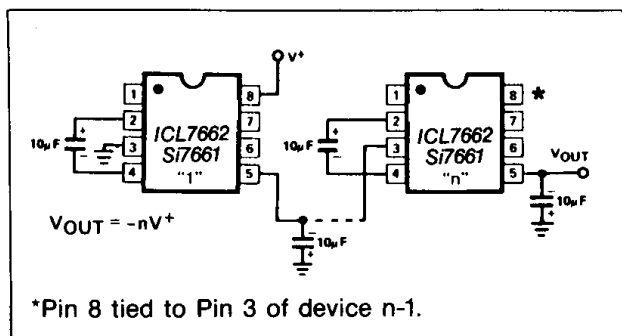 V+
1
8
*
1
8
10µF
+
−
2
3
4
ICL7662
Si7661
"1"
7
6
5
10µF
+
−
2
3
4
ICL7662
Si7661
"n"
7
6
5
VOUT
VOUT = -nV+
−
10µF
+
−
10µF
+
*Pin 8 tied to Pin 3 of device n-1.